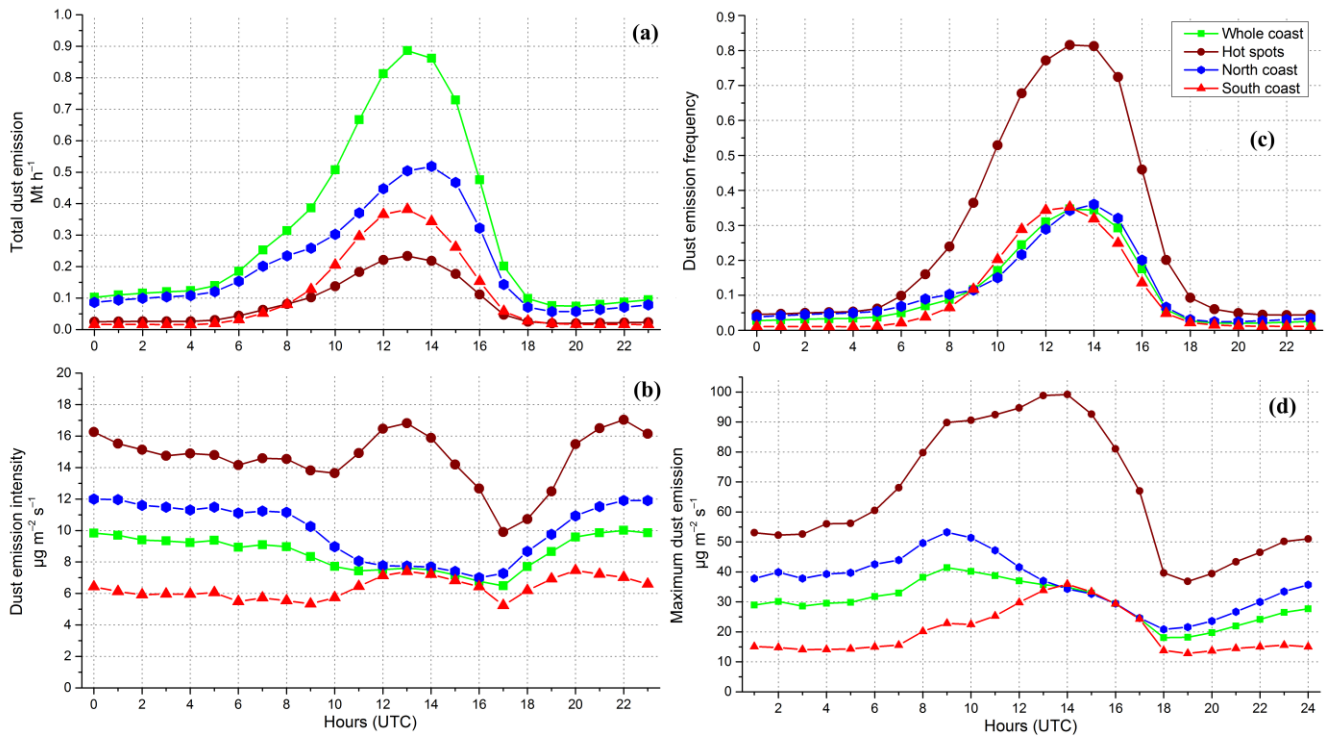 (a)
Total dust emission
Mt h⁻¹
0.0
0.1
0.2
0.3
0.4
0.5
0.6
0.7
0.8
0.9
1.0
0 2 4 6 8 10 12 14 16 18 20 22
(c)
Dust emission frequency
0.0
0.1
0.2
0.3
0.4
0.5
0.6
0.7
0.8
0.9
0 2 4 6 8 10 12 14 16 18 20 22
Whole coast
Hot spots
North coast
South coast
(b)
Dust emission intensity
µg m⁻² s⁻¹
0
2
4
6
8
10
12
14
16
18
20
0 2 4 6 8 10 12 14 16 18 20 22
Hours (UTC)
(d)
Maximum dust emission
µg m⁻² s⁻¹
0
10
20
30
40
50
60
70
80
90
100
2 4 6 8 10 12 14 16 18 20 22 24
Hours (UTC)